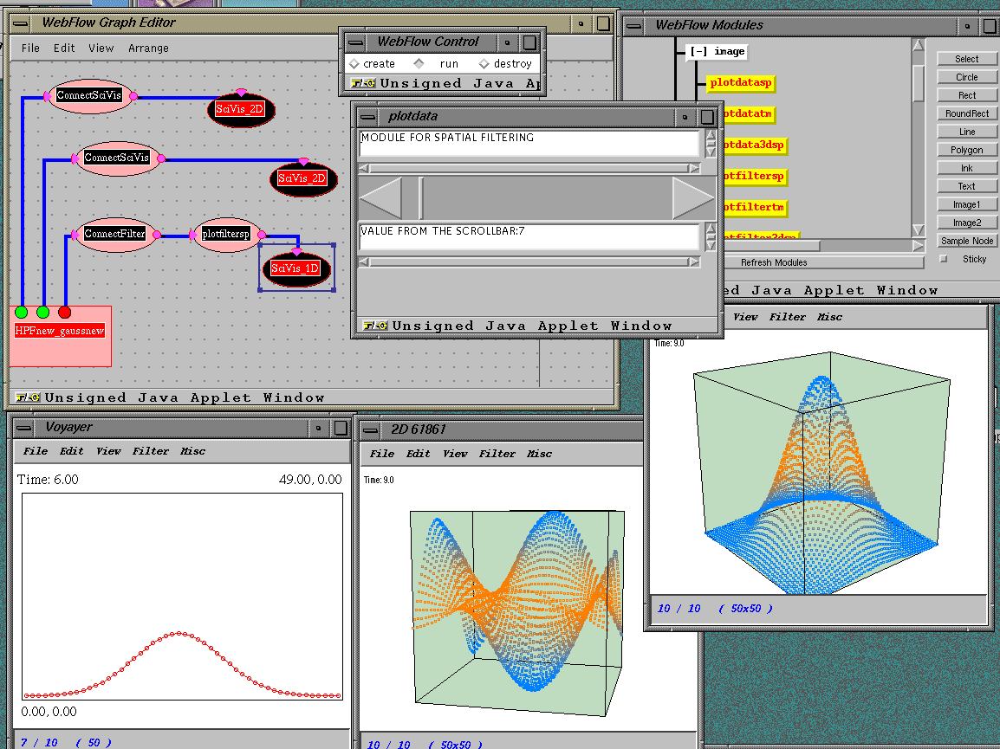 WebFlow Graph Editor
File Edit View Arrange
ConnectSciVis
SciVis_2D
ConnectSciVis
SciVis_2D
ConnectFilter
plotfiltersp
SciVis_1D
HPFnew_gaussnew
Unsigned Java Applet Window
WebFlow Control
create run destroy
Unsigned Java Ap
plotdata
MODULE FOR SPATIAL FILTERING
VALUE FROM THE SCROLLBAR:7
Unsigned Java Applet Window
WebFlow Modules
[-] image
plotdatasp
otdatatm
otdata3dsp
otfiltersp
otfiltertm
otfilter3dsp
Refresh Modules
Select
Circle
Rect
RoundRect
Line
Polygon
Ink
Text
Image1
Image2
Sample Node
Sticky
ed Java Applet Window
View Filter Misc
Time: 9.0
10 / 10 ( 50x50 )
Voyayer
File Edit View Filter Misc
Time: 6.00 49.00, 0.00
0.00, 0.00
7 / 10 ( 50 )
2D 61861
File Edit View Filter Misc
Time: 9.0
10 / 10 ( 50x50 )